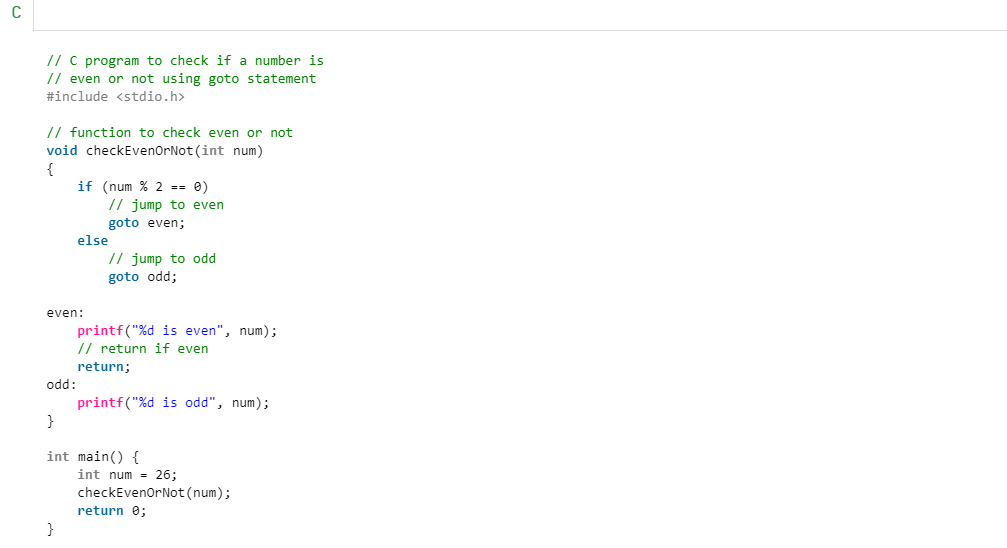 C
// C program to check if a number is
// even or not using goto statement
#include <stdio.h>
// function to check even or not
void checkEvenOrNot(int num)
{
    if (num % 2 == 0)
        // jump to even
        goto even;
    else
        // jump to odd
        goto odd;
even:
    printf("%d is even", num);
    // return if even
    return;
odd:
    printf("%d is odd", num);
}
int main() {
    int num = 26;
    checkEvenOrNot(num);
    return 0;
}